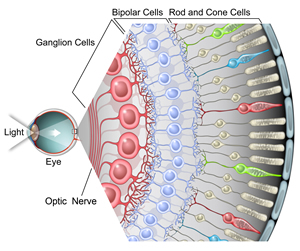 Bipolar Cells
Rod and Cone Cells
Ganglion Cells
Light
Eye
Optic Nerve